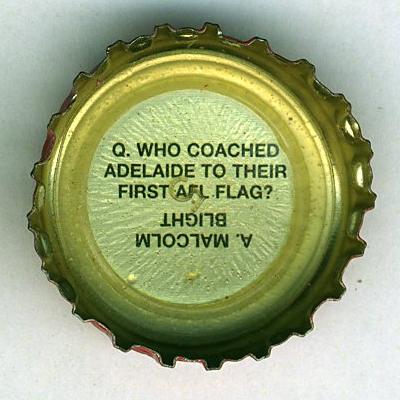 Q. WHO COACHED
ADELAIDE TO THEIR
FIRST AFL FLAG?
A. MALCOLM
BLIGHT